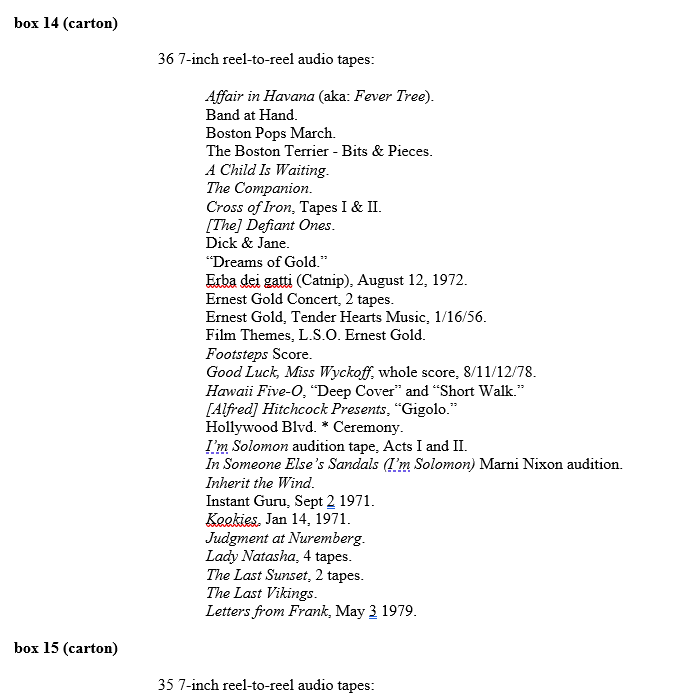 box 14 (carton)
36 7-inch reel-to-reel audio tapes:
Affair in Havana (aka: Fever Tree).
Band at Hand.
Boston Pops March.
The Boston Terrier - Bits & Pieces.
A Child Is Waiting.
The Companion.
Cross of Iron, Tapes I & II.
[The] Defiant Ones.
Dick & Jane.
“Dreams of Gold.”
Erba dei gatti (Catnip), August 12, 1972.
Ernest Gold Concert, 2 tapes.
Ernest Gold, Tender Hearts Music, 1/16/56.
Film Themes, L.S.O. Ernest Gold.
Footsteps Score.
Good Luck, Miss Wyckoff, whole score, 8/11/12/78.
Hawaii Five-O, “Deep Cover” and “Short Walk.”
[Alfred] Hitchcock Presents, “Gigolo.”
Hollywood Blvd. * Ceremony.
I’m Solomon audition tape, Acts I and II.
In Someone Else’s Sandals (I’m Solomon) Marni Nixon audition.
Inherit the Wind.
Instant Guru, Sept 2 1971.
Kookies, Jan 14, 1971.
Judgment at Nuremberg.
Lady Natasha, 4 tapes.
The Last Sunset, 2 tapes.
The Last Vikings.
Letters from Frank, May 3 1979.
box 15 (carton)
35 7-inch reel-to-reel audio tapes: